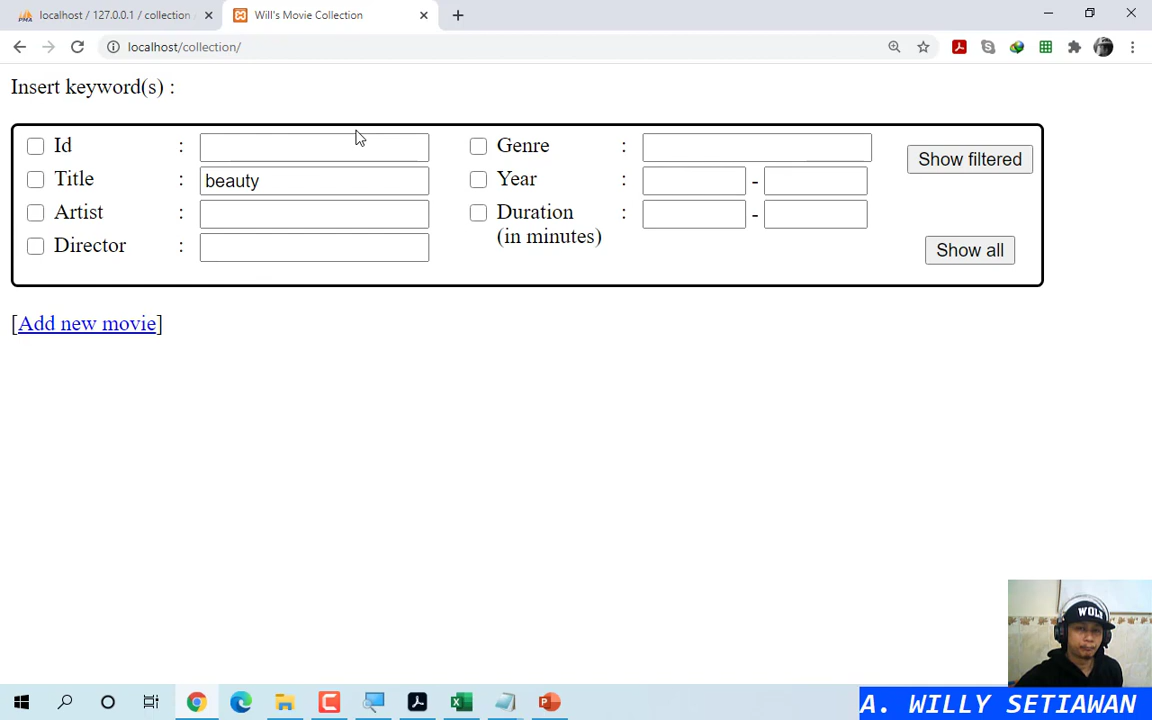 localhost / 127.0.0.1 / collection
Will's Movie Collection
localhost/collection/
Insert keyword(s) :
Id :
Genre :
Show filtered
Title : beauty
Year : -
Artist :
Duration : -
(in minutes)
Director :
Show all
[Add new movie]
WOLV
A. WILLY SETIAWAN